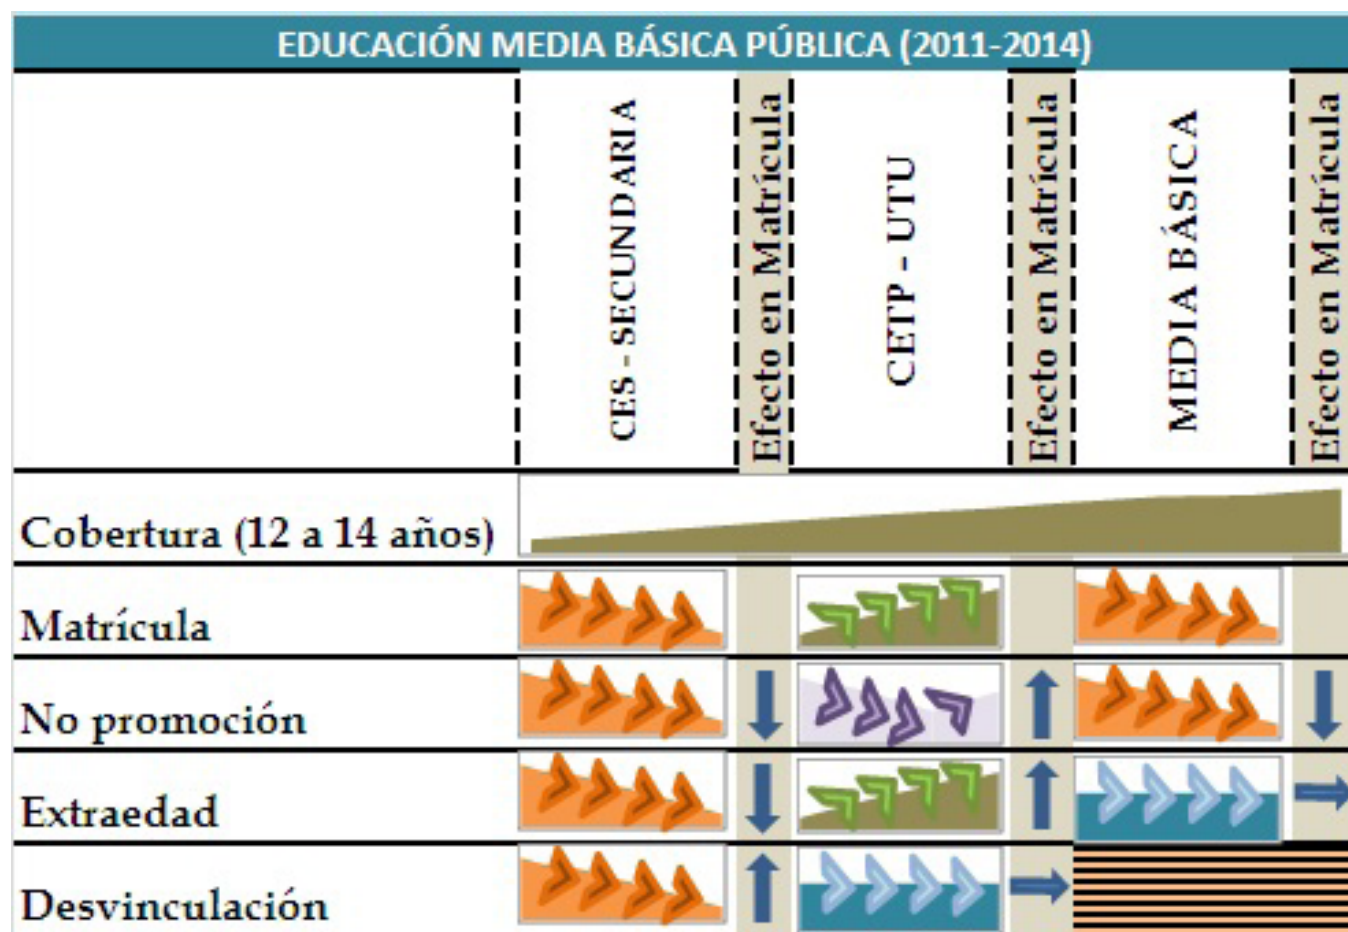 EDUCACIÓN MEDIA BÁSICA PÚBLICA (2011-2014)
CES - SECUNDARIA
Efecto en Matrícula
CETP - UTU
Efecto en Matrícula
MEDIA BÁSICA
Efecto en Matrícula
Cobertura (12 a 14 años)
Matrícula
No promoción
Extraedad
Desvinculación